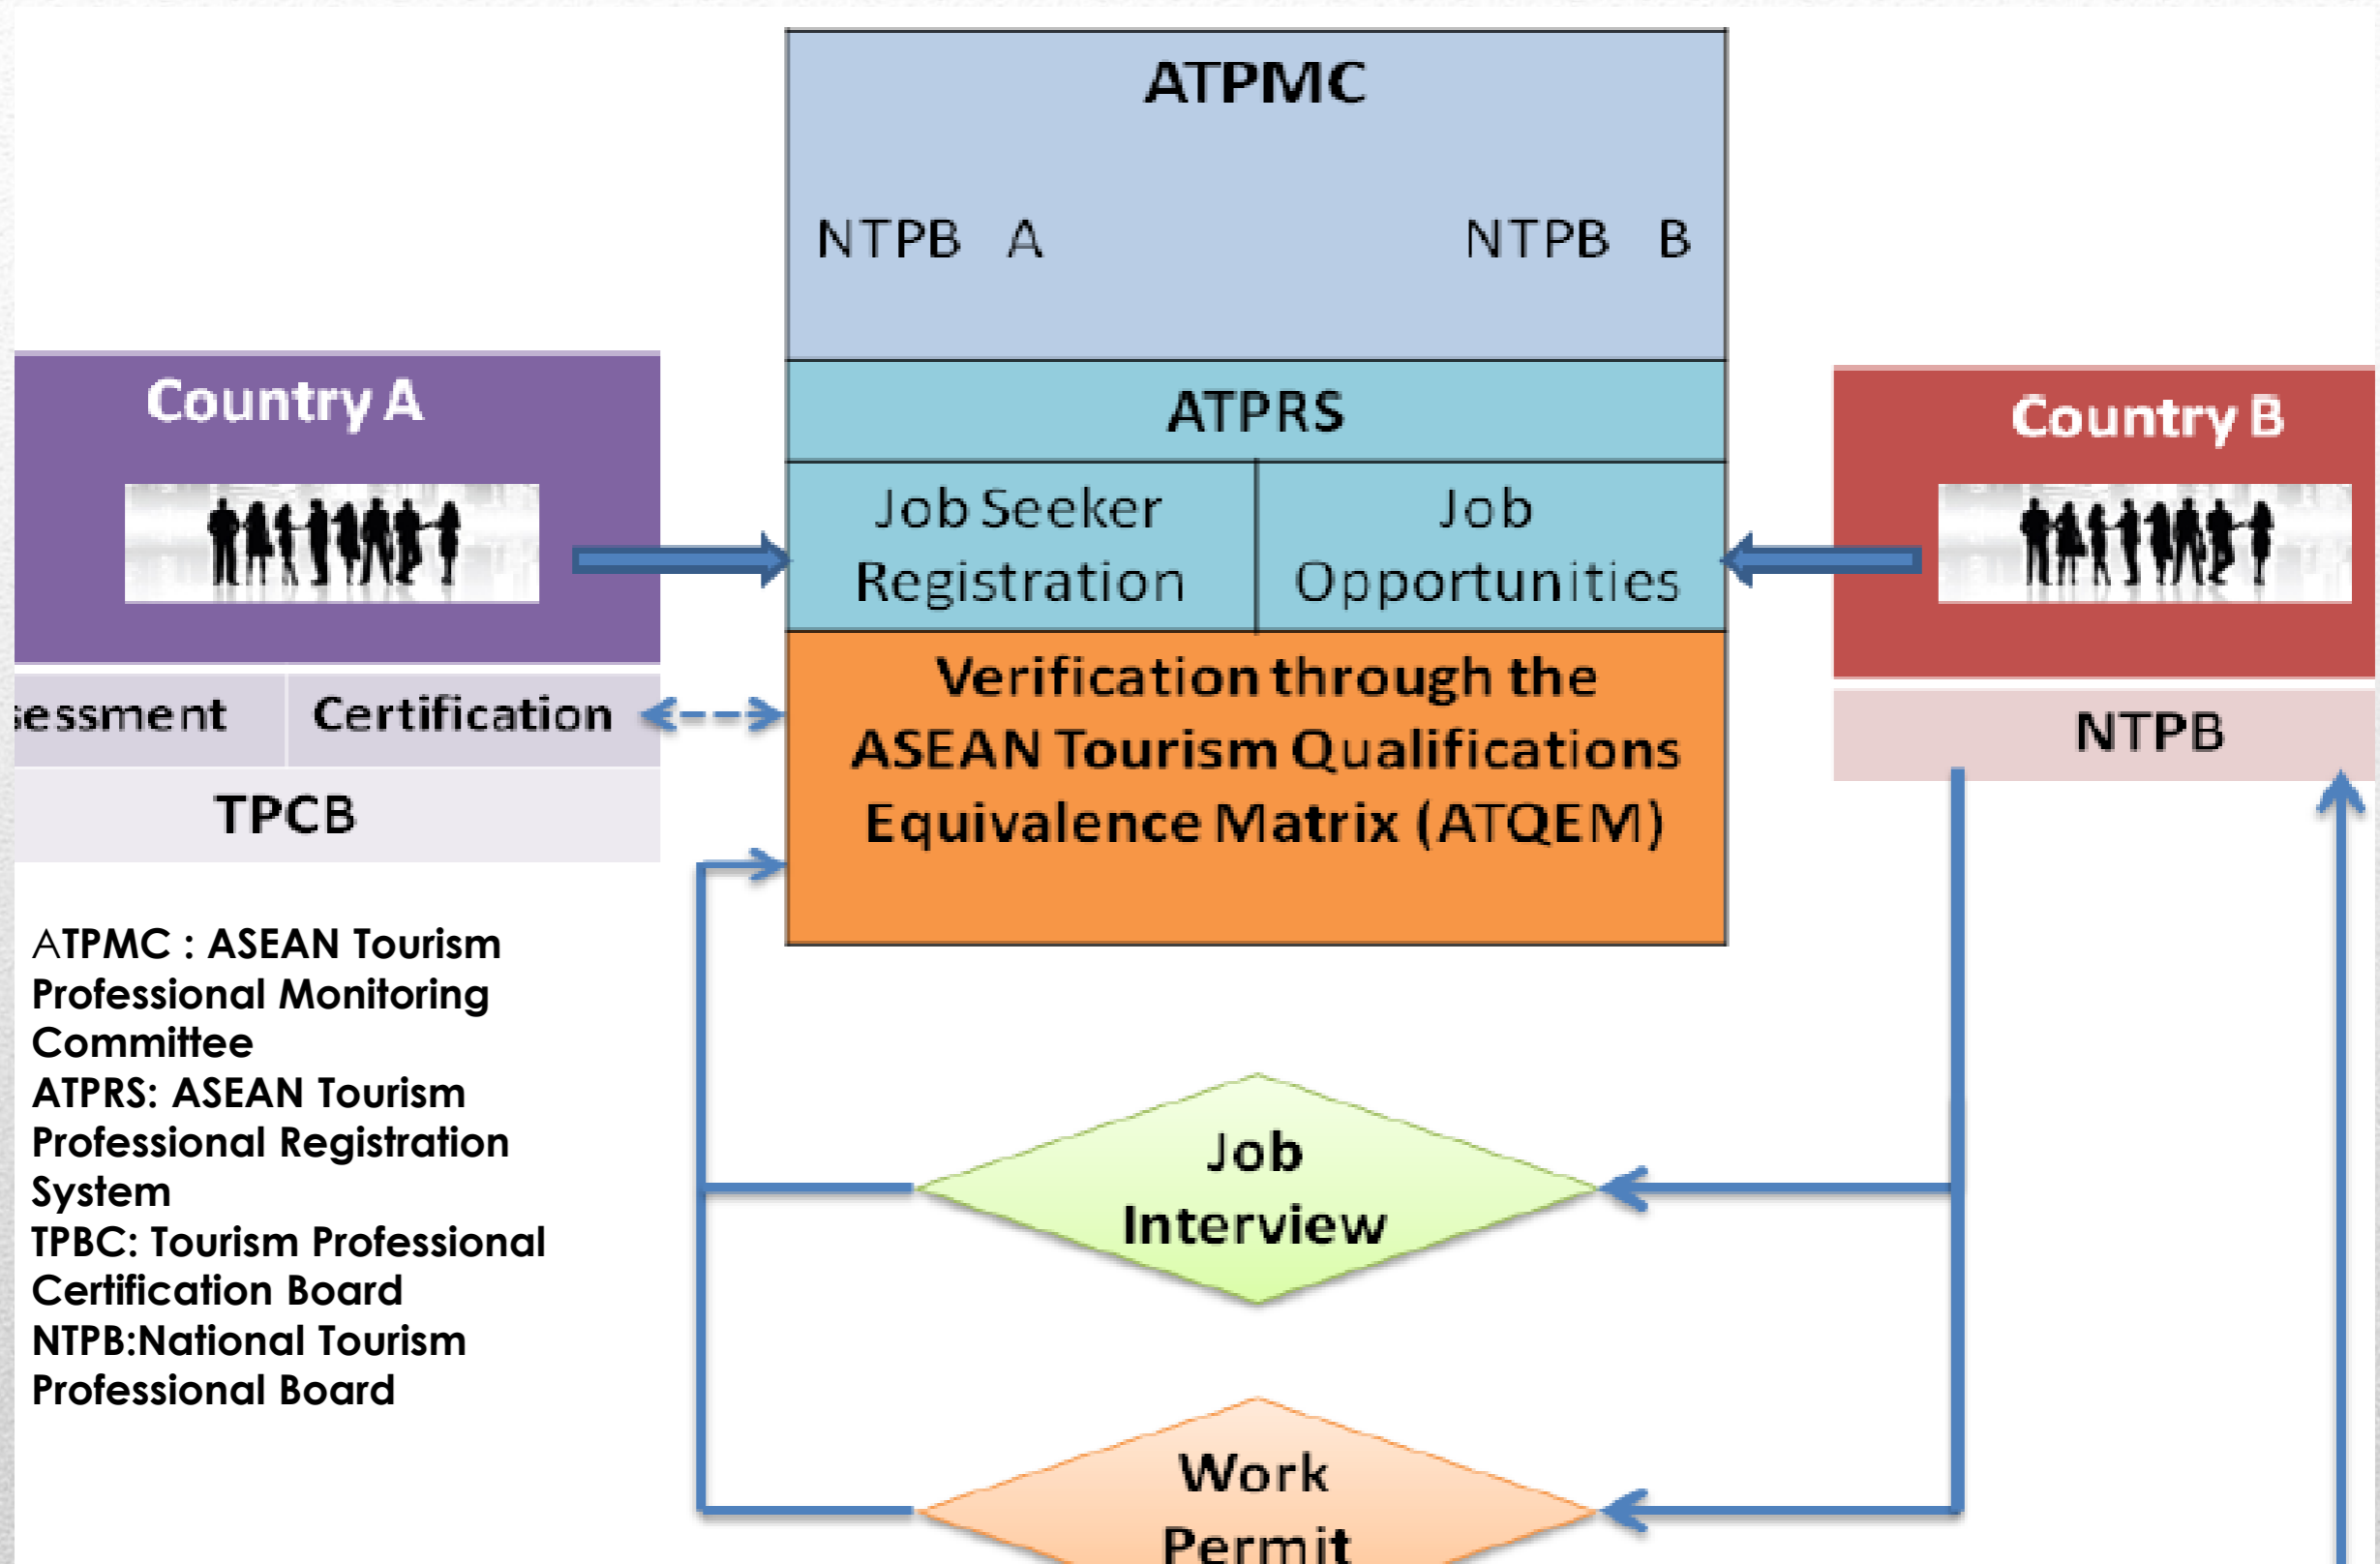 ATPMC
NTPB A
NTPB B
Country A
ATPRS
Country B
Job Seeker
Registration
Job
Opportunities
sessment
Certification
Verification through the
ASEAN Tourism Qualifications
Equivalence Matrix (ATQEM)
NTPB
TPCB
ATPMC : ASEAN Tourism
Professional Monitoring
Committee
ATPRS: ASEAN Tourism
Professional Registration
System
TPBC: Tourism Professional
Certification Board
NTPB:National Tourism
Professional Board
Job
Interview
Work
Permit